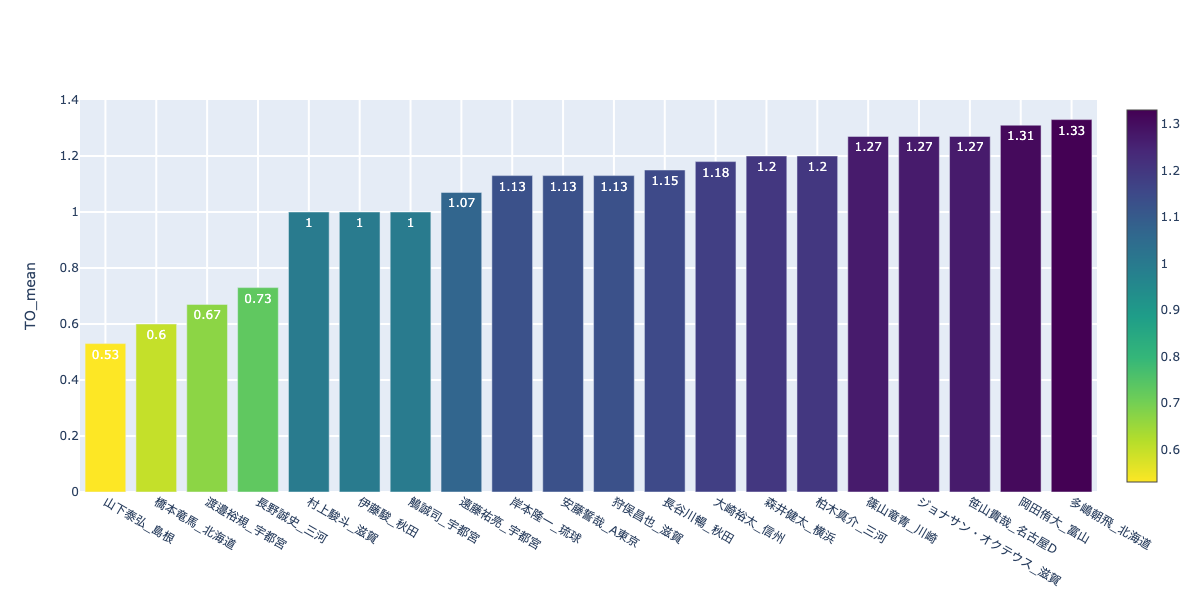 1.4
1.2
1
0.8
0.6
0.4
0.2
0
TO_mean
0.53
0.6
0.67
0.73
1
1
1
1.07
1.13
1.13
1.13
1.15
1.18
1.2
1.2
1.27
1.27
1.27
1.31
1.33
山下泰弘_島根
橋本竜馬_北海道
渡邉裕規_宇都宮
長野誠史_三河
村上駿斗_滋賀
伊藤駿_秋田
鵤誠司_宇都宮
遠藤祐亮_宇都宮
岸本隆一_琉球
安藤誓哉_A東京
狩俣昌也_滋賀
長谷川暢_秋田
大崎裕太_信州
森井健太_横浜
柏木真介_三河
篠山竜青_川崎
ジョナサン・オクテウス_滋賀
笹山貴哉_名古屋D
岡田侑大_富山
多嶋朝飛_北海道
1.3
1.2
1.1
1
0.9
0.8
0.7
0.6